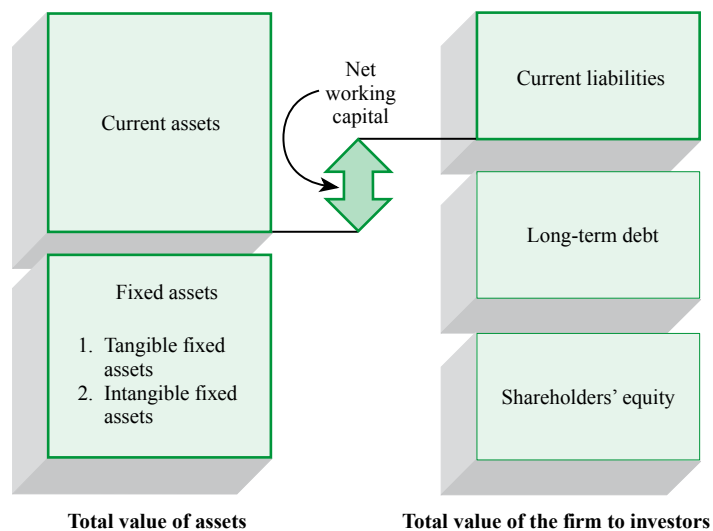 Current assets
Net
working
capital
Current liabilities
Long-term debt
Fixed assets
1. Tangible fixed
assets
2. Intangible fixed
assets
Shareholders’ equity
Total value of assets
Total value of the firm to investors